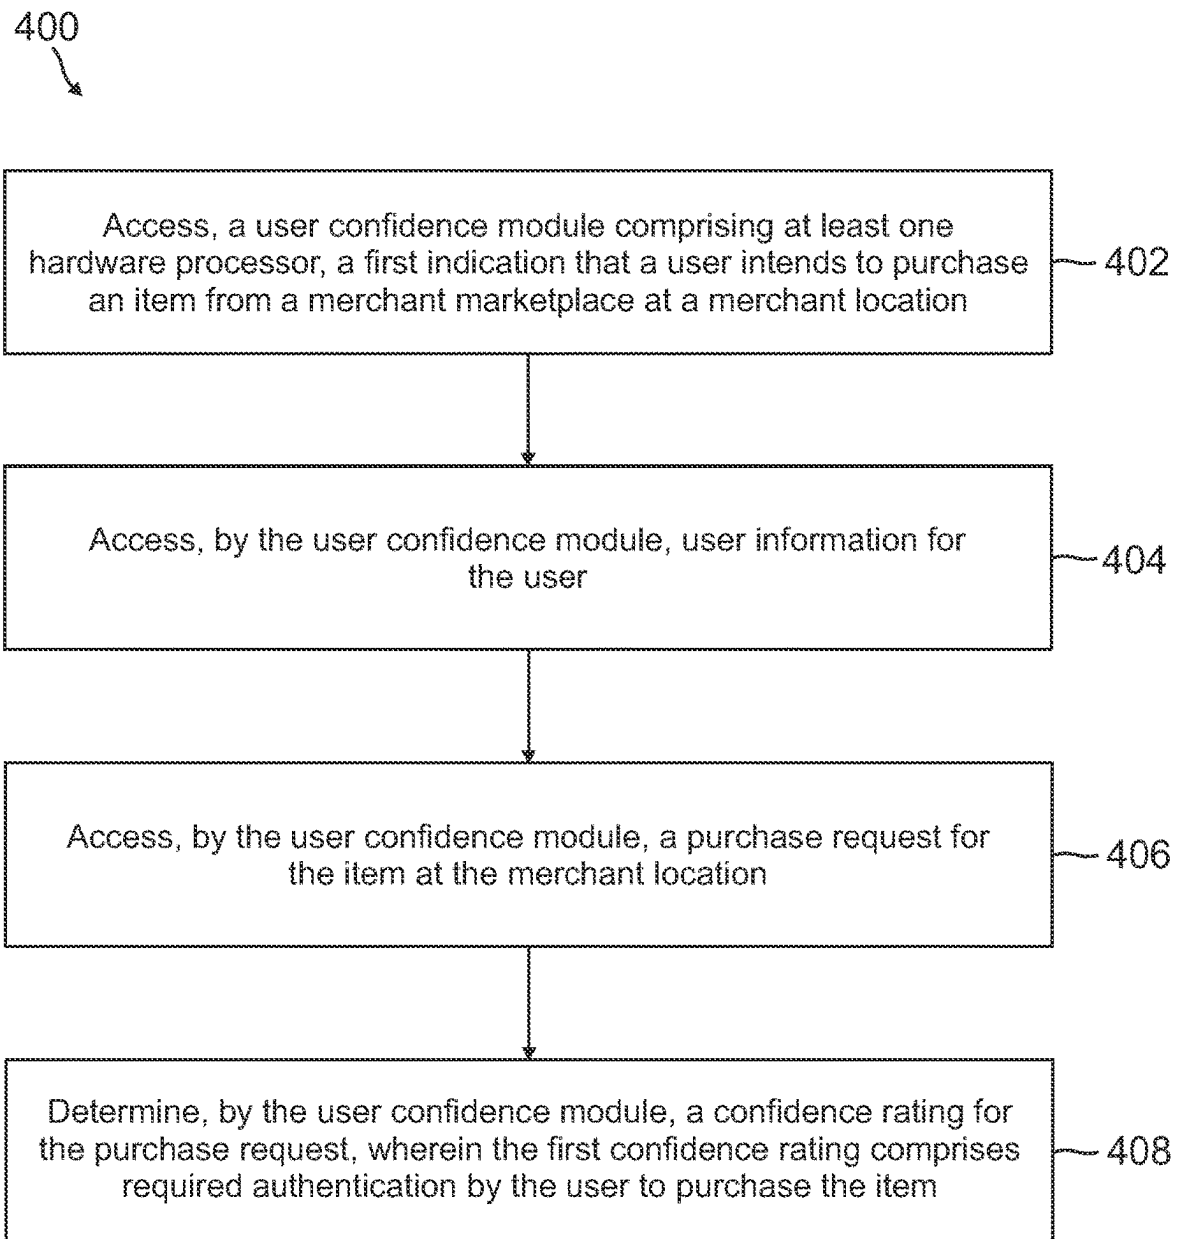 400
Access, a user confidence module comprising at least one
hardware processor, a first indication that a user intends to purchase
an item from a merchant marketplace at a merchant location
402
Access, by the user confidence module, user information for
the user
404
Access, by the user confidence module, a purchase request for
the item at the merchant location
406
Determine, by the user confidence module, a confidence rating for
the purchase request, wherein the first confidence rating comprises
required authentication by the user to purchase the item
408